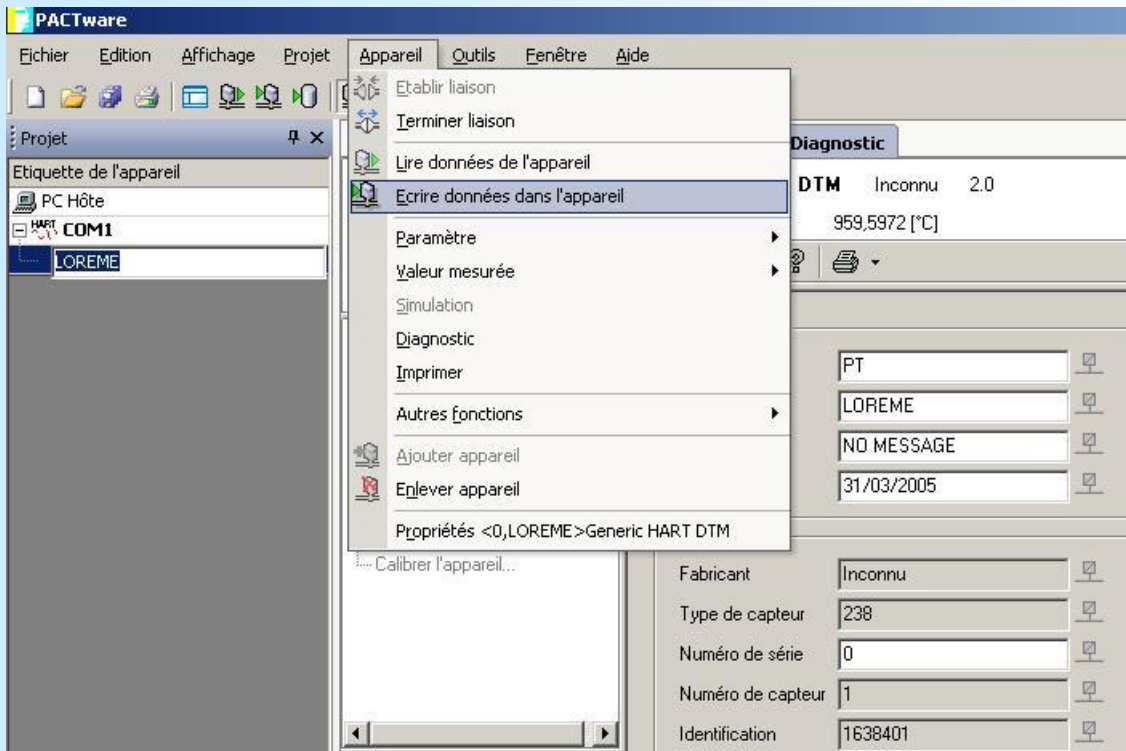 PACTware
Fichier Edition Affichage Projet Appareil Outils Fenêtre Aide
Projet
Etiquette de l'appareil
PC Hôte
HART COM1
LOREME
Etablir liaison
Terminer liaison
Lire données de l'appareil
Ecrire données dans l'appareil
Paramètre
Valeur mesurée
Simulation
Diagnostic
Imprimer
Autres fonctions
Ajouter appareil
Enlever appareil
Propriétés <0,LOREME>Generic HART DTM
Calibrer l'appareil...
Diagnostic
DTM Inconnu 2.0
959,5972 [°C]
PT
LOREME
NO MESSAGE
31/03/2005
Fabricant Inconnu
Type de capteur 238
Numéro de série 0
Numéro de capteur 1
Identification 1638401